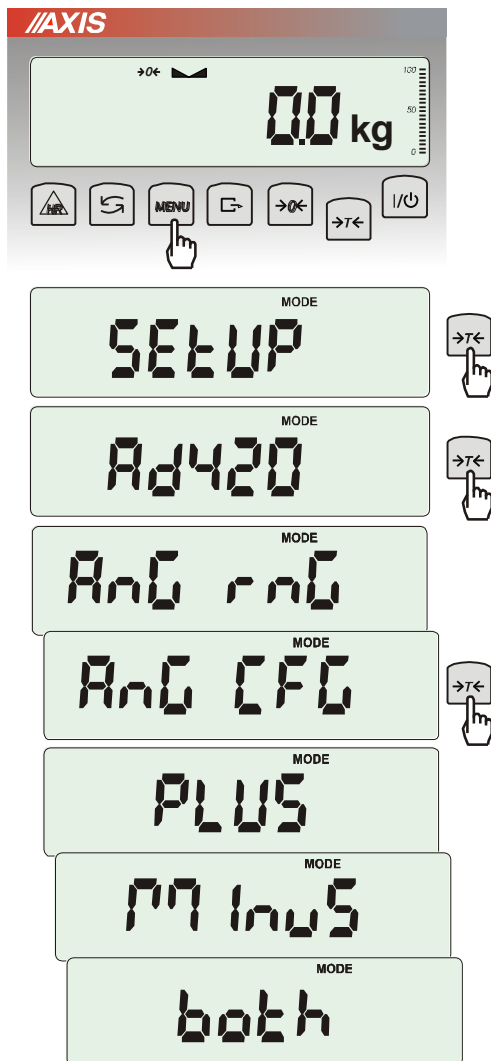 //AXIS
→0← 100
50
0.0 kg
0
HR MENU →0← →T← I/⏻
MODE
SEtUP
→T←
MODE
Ad420
→T←
MODE
AnG rnG
MODE
AnG CFG
→T←
MODE
PLUS
MODE
MInuS
MODE
both